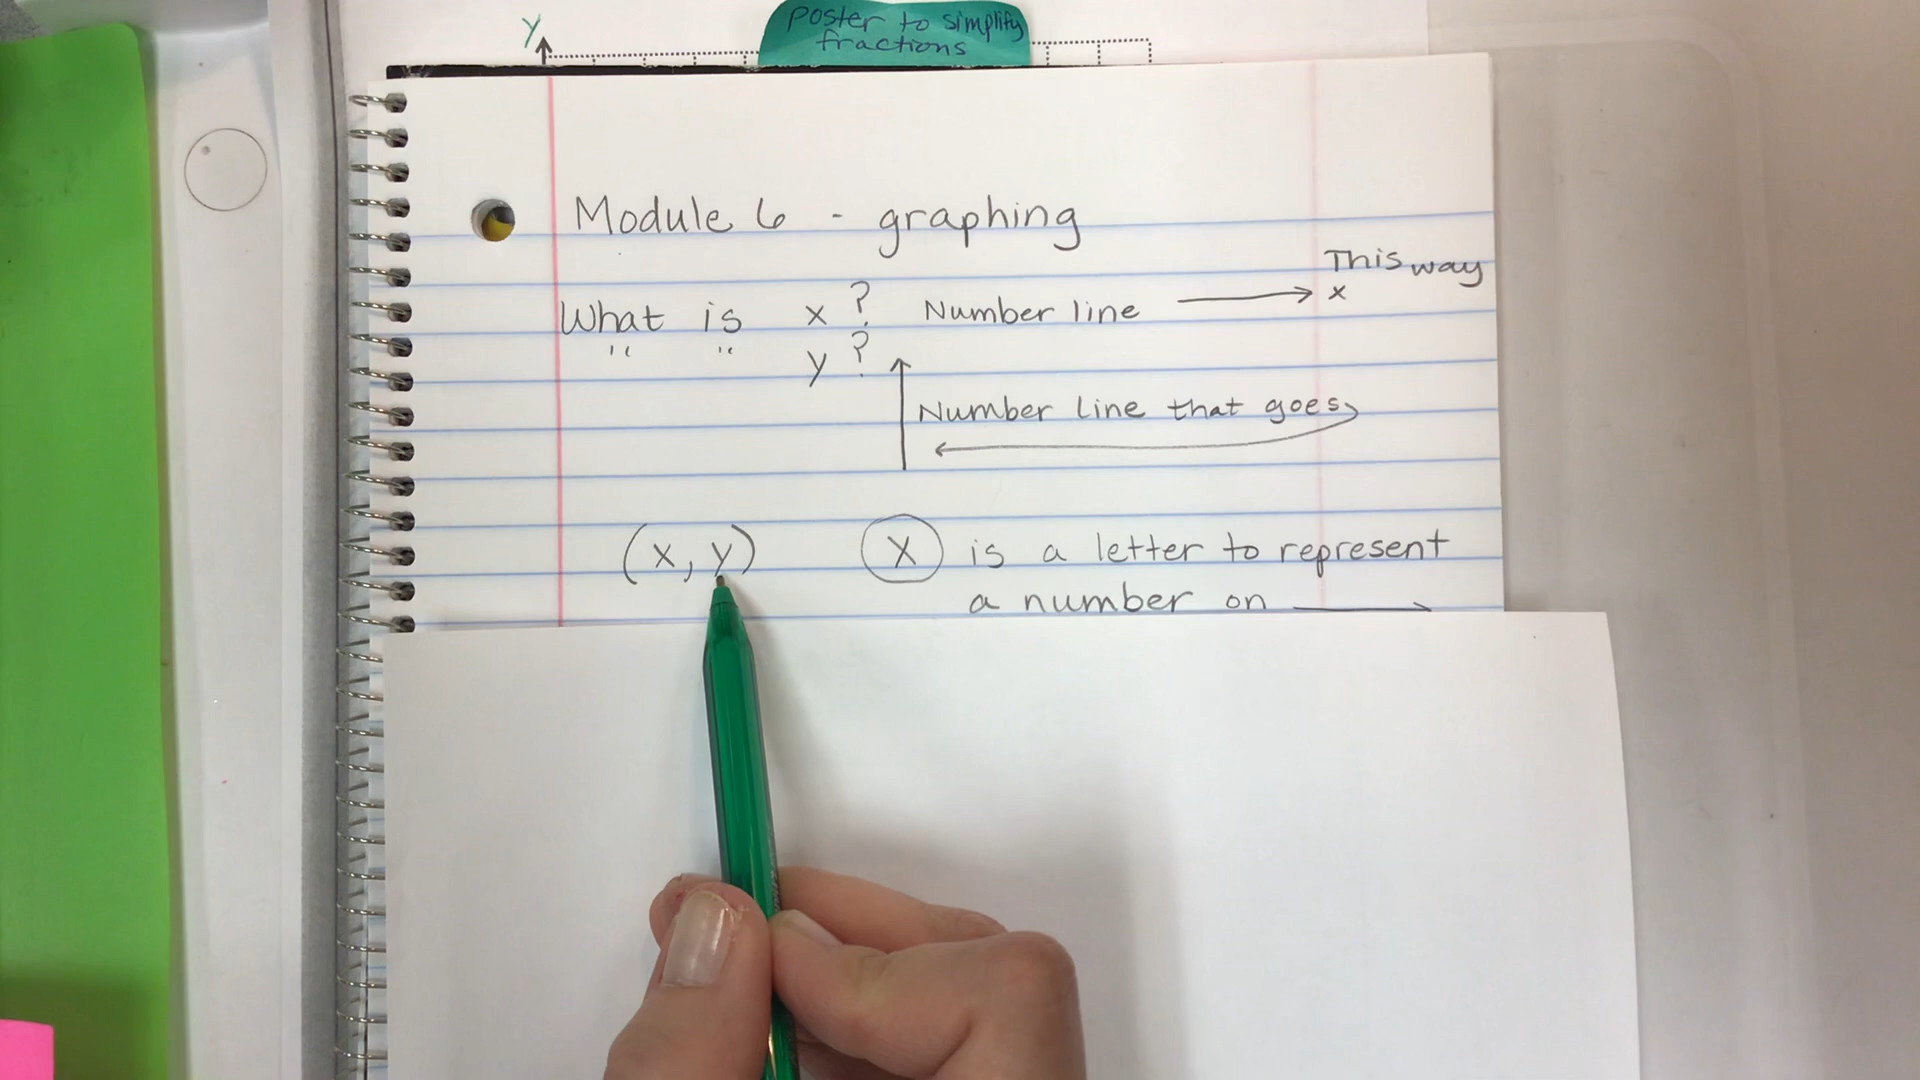 Y
Poster to simplify
fractions
Module 6 - graphing
This way
What is x? Number line → x
" " y?
Number line that goes
(x, y) X is a letter to represent
a number on →